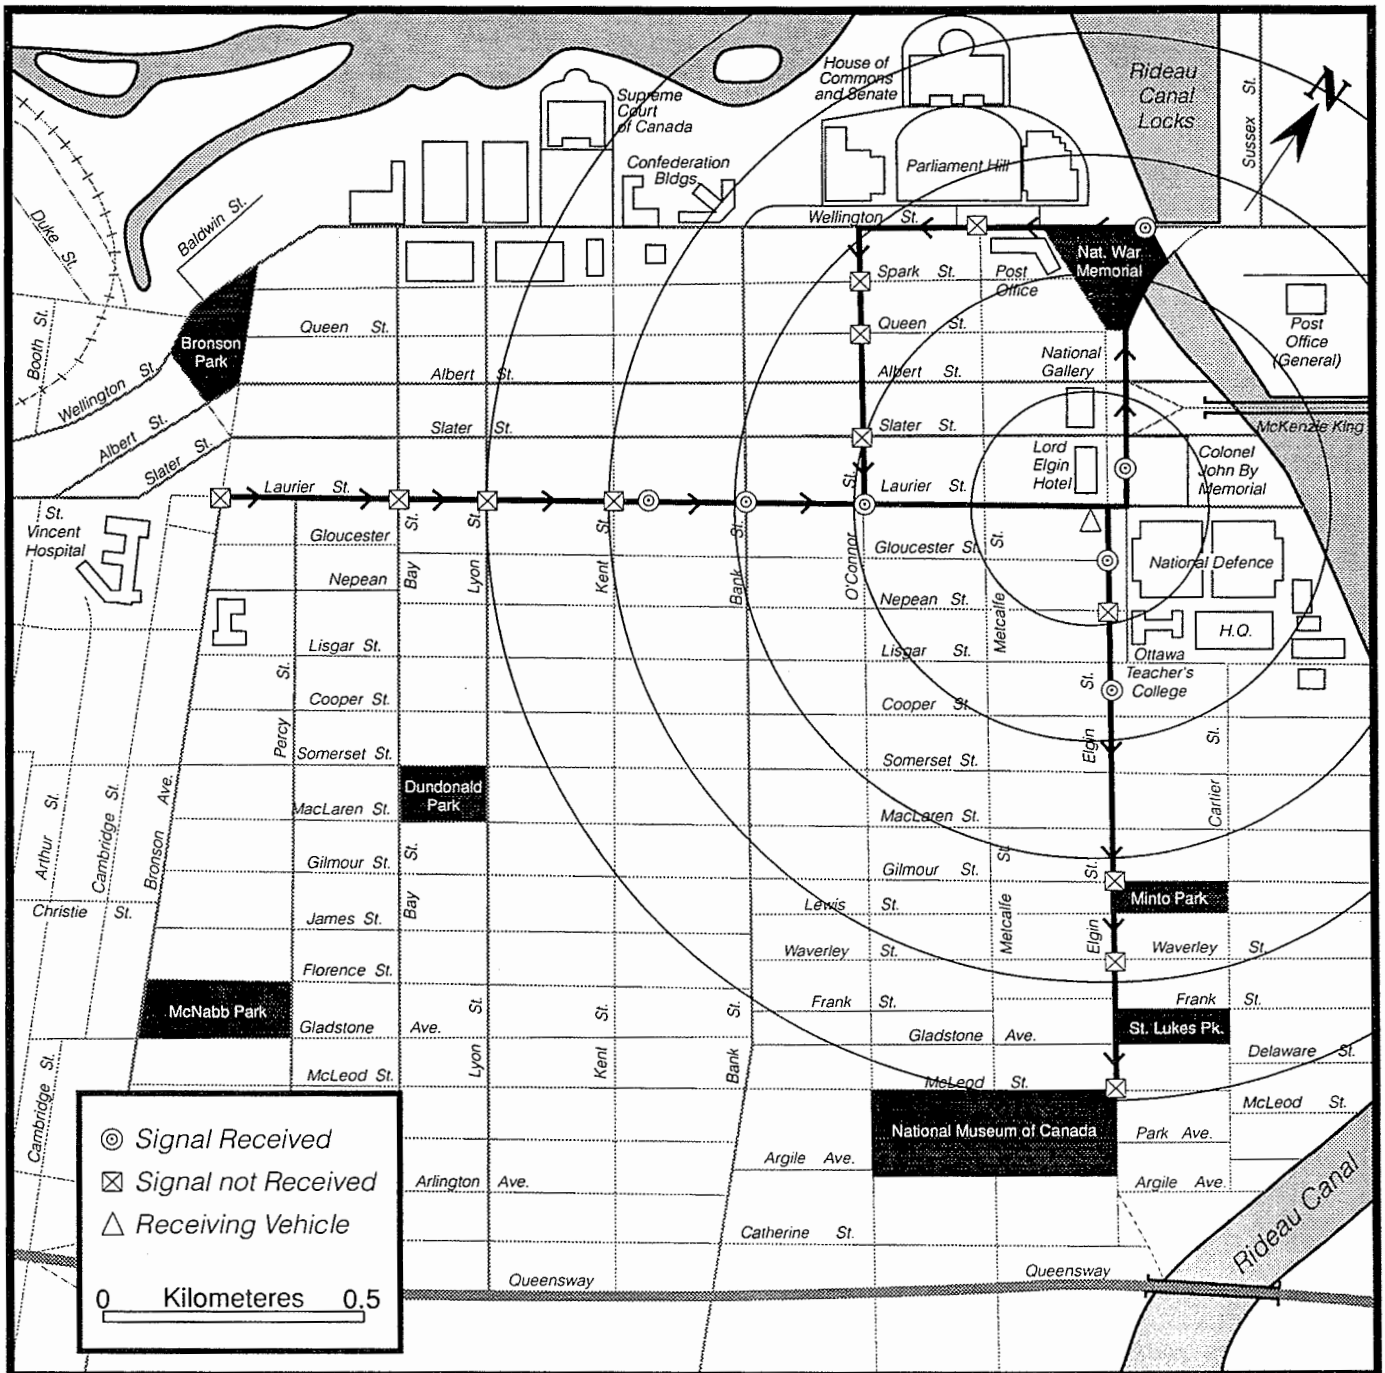 House of
Commons
and Senate
Rideau
Canal
Locks
Sussex St.
N
Supreme
Court
of Canada
Confederation
Bldgs.
Parliament Hill
Wellington St.
Duke St.
Baldwin St.
Nat. War
Memorial
Spark St.
Post
Office
Post
Office
(General)
Booth St.
Bronson
Park
Queen St.
Queen St.
National
Gallery
Wellington St.
Albert St.
Albert St.
McKenzie King
Albert St.
Slater St.
Slater St.
Slater St.
Lord
Elgin
Hotel
Colonel
John By
Memorial
Laurier St.
Laurier St.
St.
Vincent
Hospital
Gloucester
St.
St.
St.
St.
St.
Gloucester St.
St.
National Defence
Nepean
Bay
Lyon
Kent
Bank
O'Connor
Nepean St.
Metcalfe
H.Q.
Lisgar St.
Lisgar St.
Ottawa
Teacher's
College
St.
Cooper St.
Cooper St.
St.
Percy
Somerset St.
Somerset St.
Elgin
St.
Dundonald
Park
MacLaren St.
MacLaren St.
Cartier
Arthur St.
Cambridge St.
Bronson Ave.
Gilmour St.
Bay St.
Gilmour St.
St.
St.
Minto Park
Christie St.
James St.
Lewis St.
Metcalfe
Elgin
Waverley St.
Waverley St.
Florence St.
McNabb Park
Gladstone Ave.
Lyon St.
Kent St.
Bank St.
Frank St.
Frank St.
Gladstone Ave.
St. Lukes Pk.
Delaware St.
McLeod St.
McLeod St.
McLeod St.
Cambridge St.
National Museum of Canada
Park Ave.
Argile Ave.
Argile Ave.
Arlington Ave.
Catherine St.
Queensway
Queensway
Rideau Canal
Signal Received
Signal not Received
Receiving Vehicle
0 Kilometeres 0.5